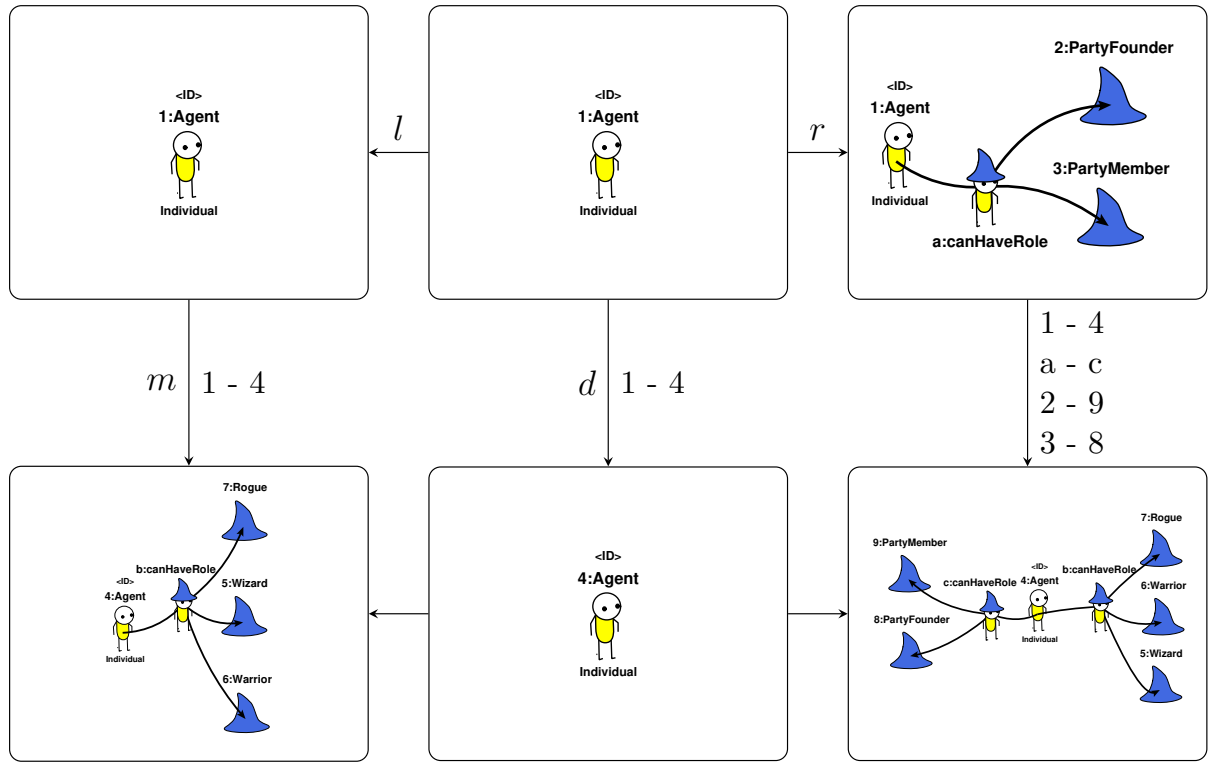 <ID>
1:Agent
Individual
l
<ID>
1:Agent
Individual
r
2:PartyFounder
<ID>
1:Agent
3:PartyMember
Individual
a:canHaveRole
m
1 - 4
d
1 - 4
1 - 4
a - c
2 - 9
3 - 8
7:Rogue
b:canHaveRole
<ID>
5:Wizard
4:Agent
Individual
6:Warrior
<ID>
4:Agent
Individual
7:Rogue
9:PartyMember
<ID>
c:canHaveRole
4:Agent
b:canHaveRole
6:Warrior
8:PartyFounder
Individual
5:Wizard